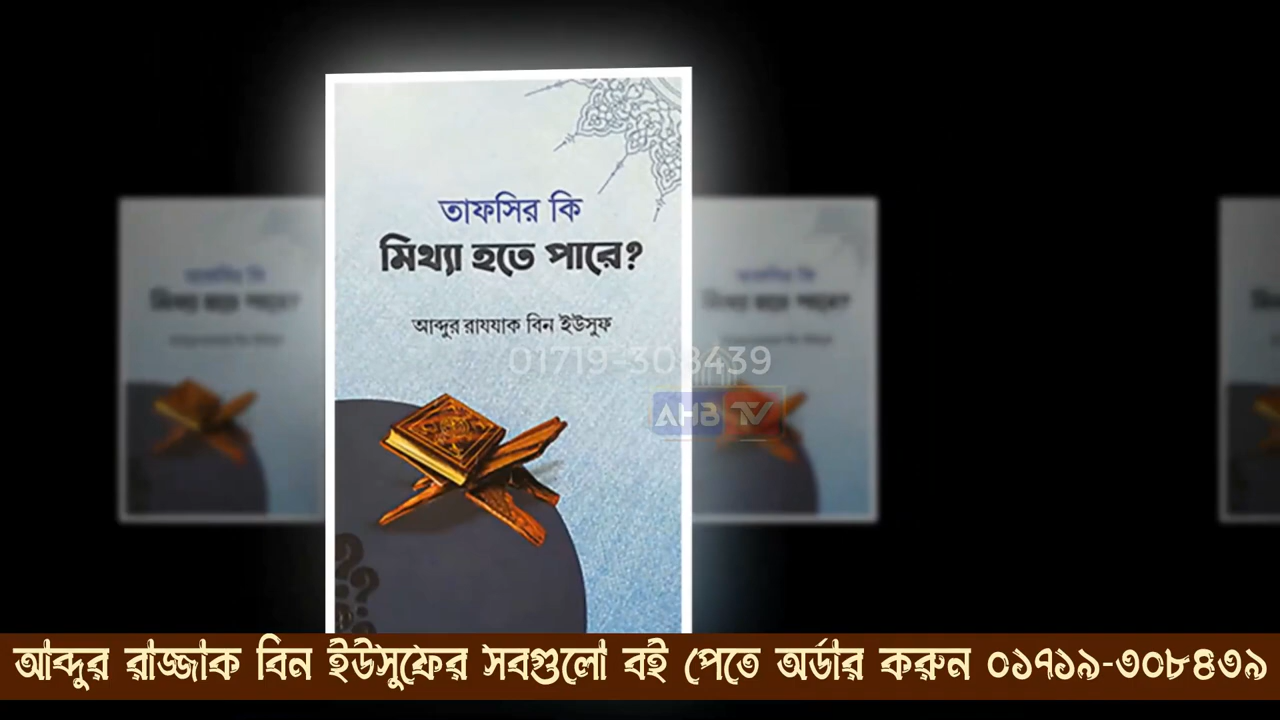 তাফসির কি
মিথ্যা হতে পারে?
আব্দুর রাযযাক বিন ইউসুফ
01719-308439
AHB TV
আব্দুর রাজ্জাক বিন ইউসুফের সবগুলো বই পেতে অর্ডার করুন ০১৭১৯-৩০৮৪৩৯